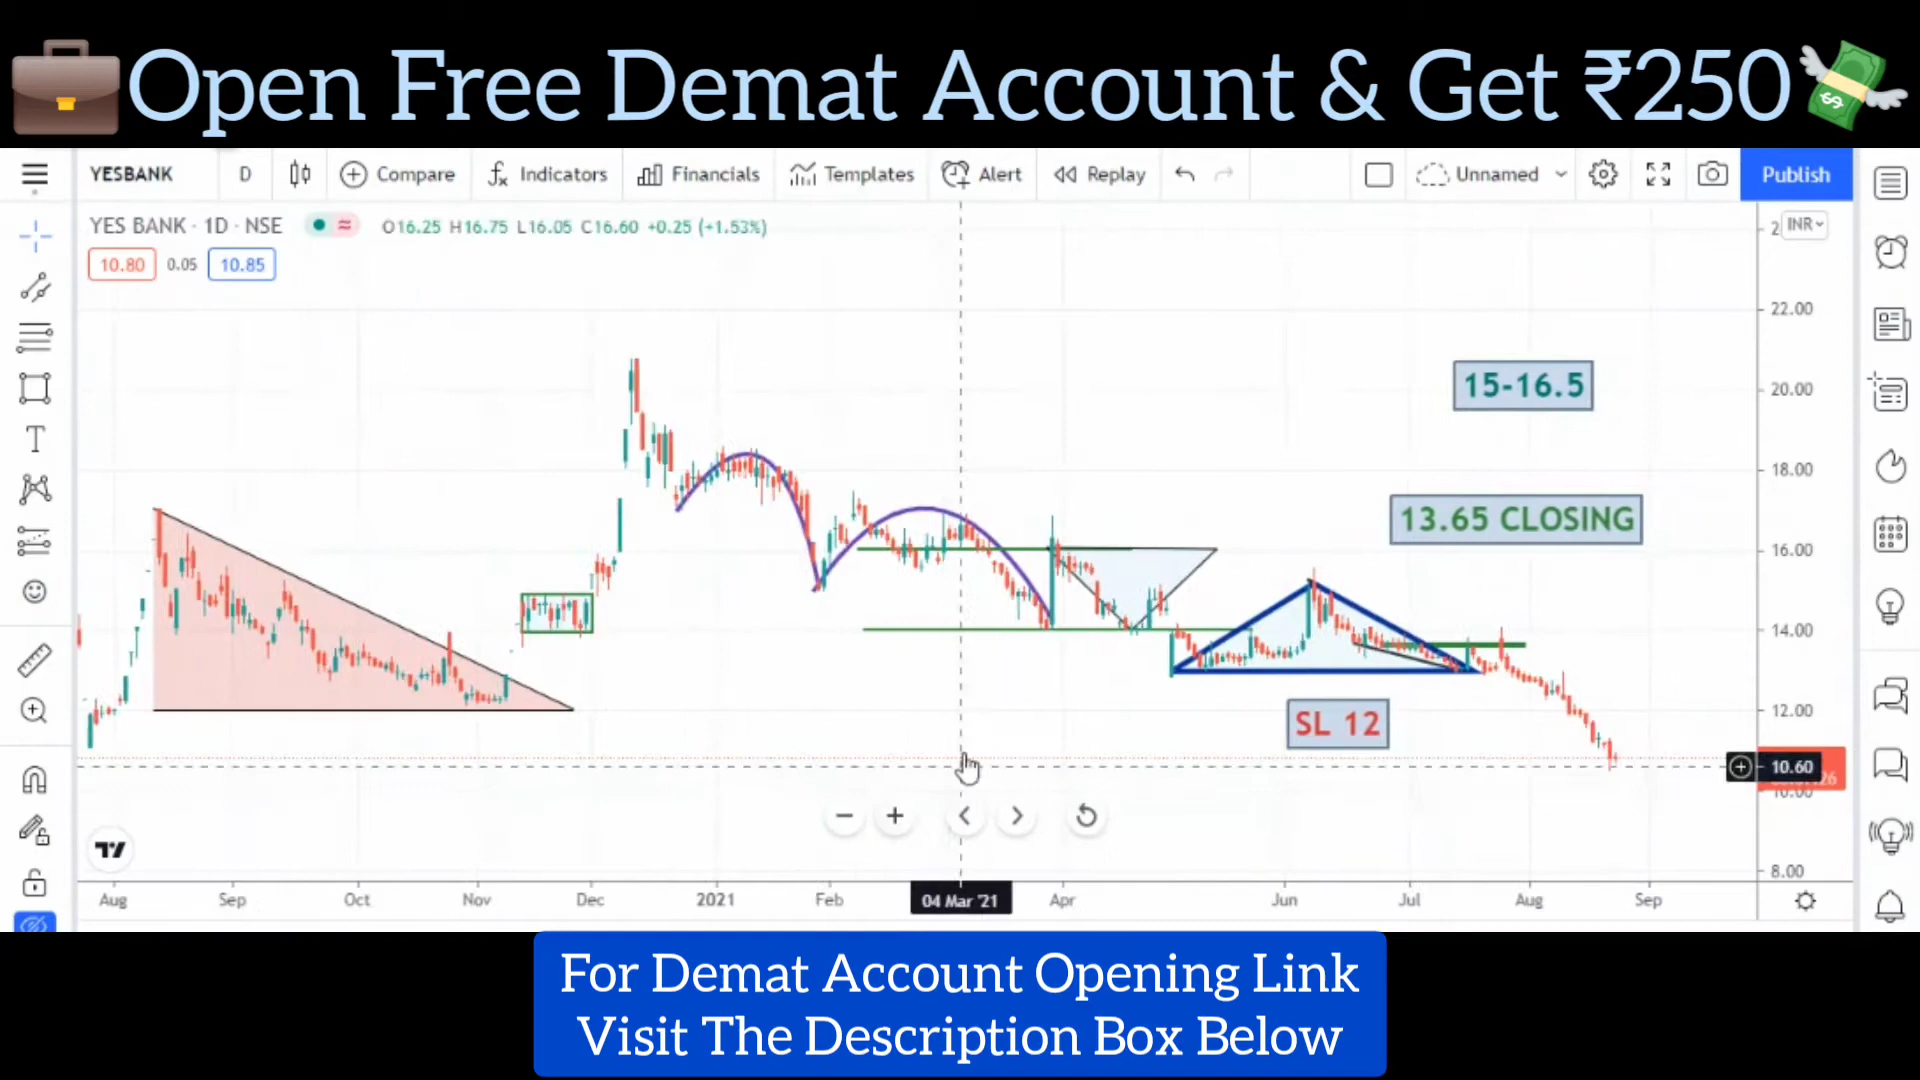 Open Free Demat Account & Get ₹250
YESBANK D Compare Indicators Financials Templates Alert Replay Unnamed Publish
YES BANK · 1D · NSE O16.25 H16.75 L16.05 C16.60 +0.25 (+1.53%)
INR
10.80 0.05 10.85
22.00
15-16.5
20.00
18.00
13.65 CLOSING
16.00
14.00
SL 12
12.00
10.60
10.00
8.00
Aug Sep Oct Nov Dec 2021 Feb 04 Mar '21 Apr Jun Jul Aug Sep
For Demat Account Opening Link
Visit The Description Box Below